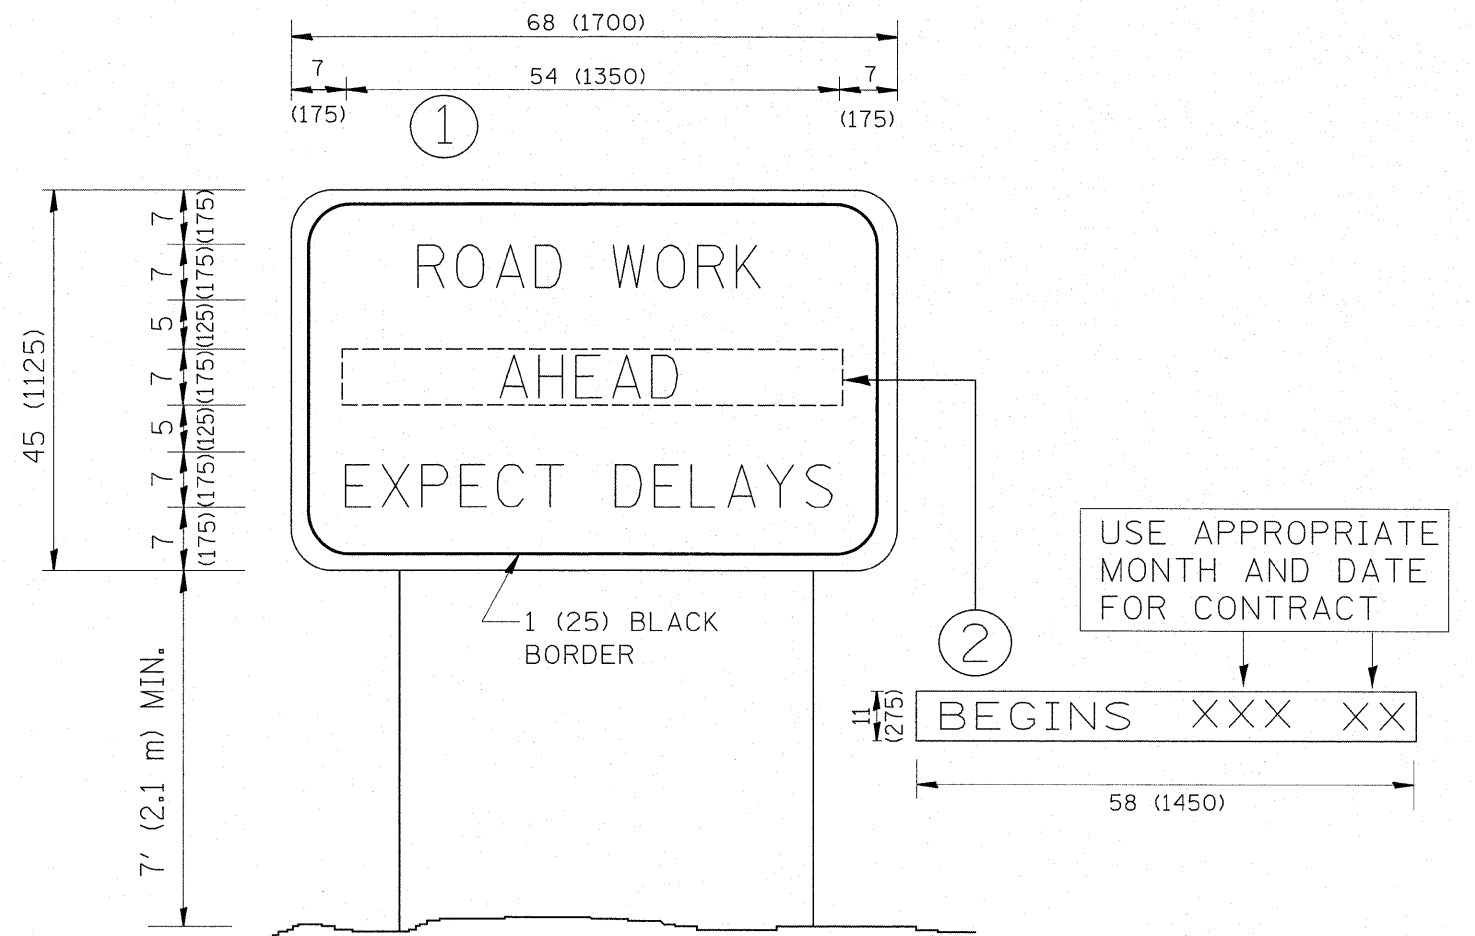 68 (1700)
7 54 (1350) 7
(175) (175)
1
7 (175)
7 (175)
5 (125)
7 (175)
5 (125)
7 (175)
7 (175)
45 (1125)
ROAD WORK
AHEAD
EXPECT DELAYS
1 (25) BLACK
BORDER
7' (2.1 m) MIN.
USE APPROPRIATE
MONTH AND DATE
FOR CONTRACT
2
11
(275)
BEGINS XXX XX
58 (1450)